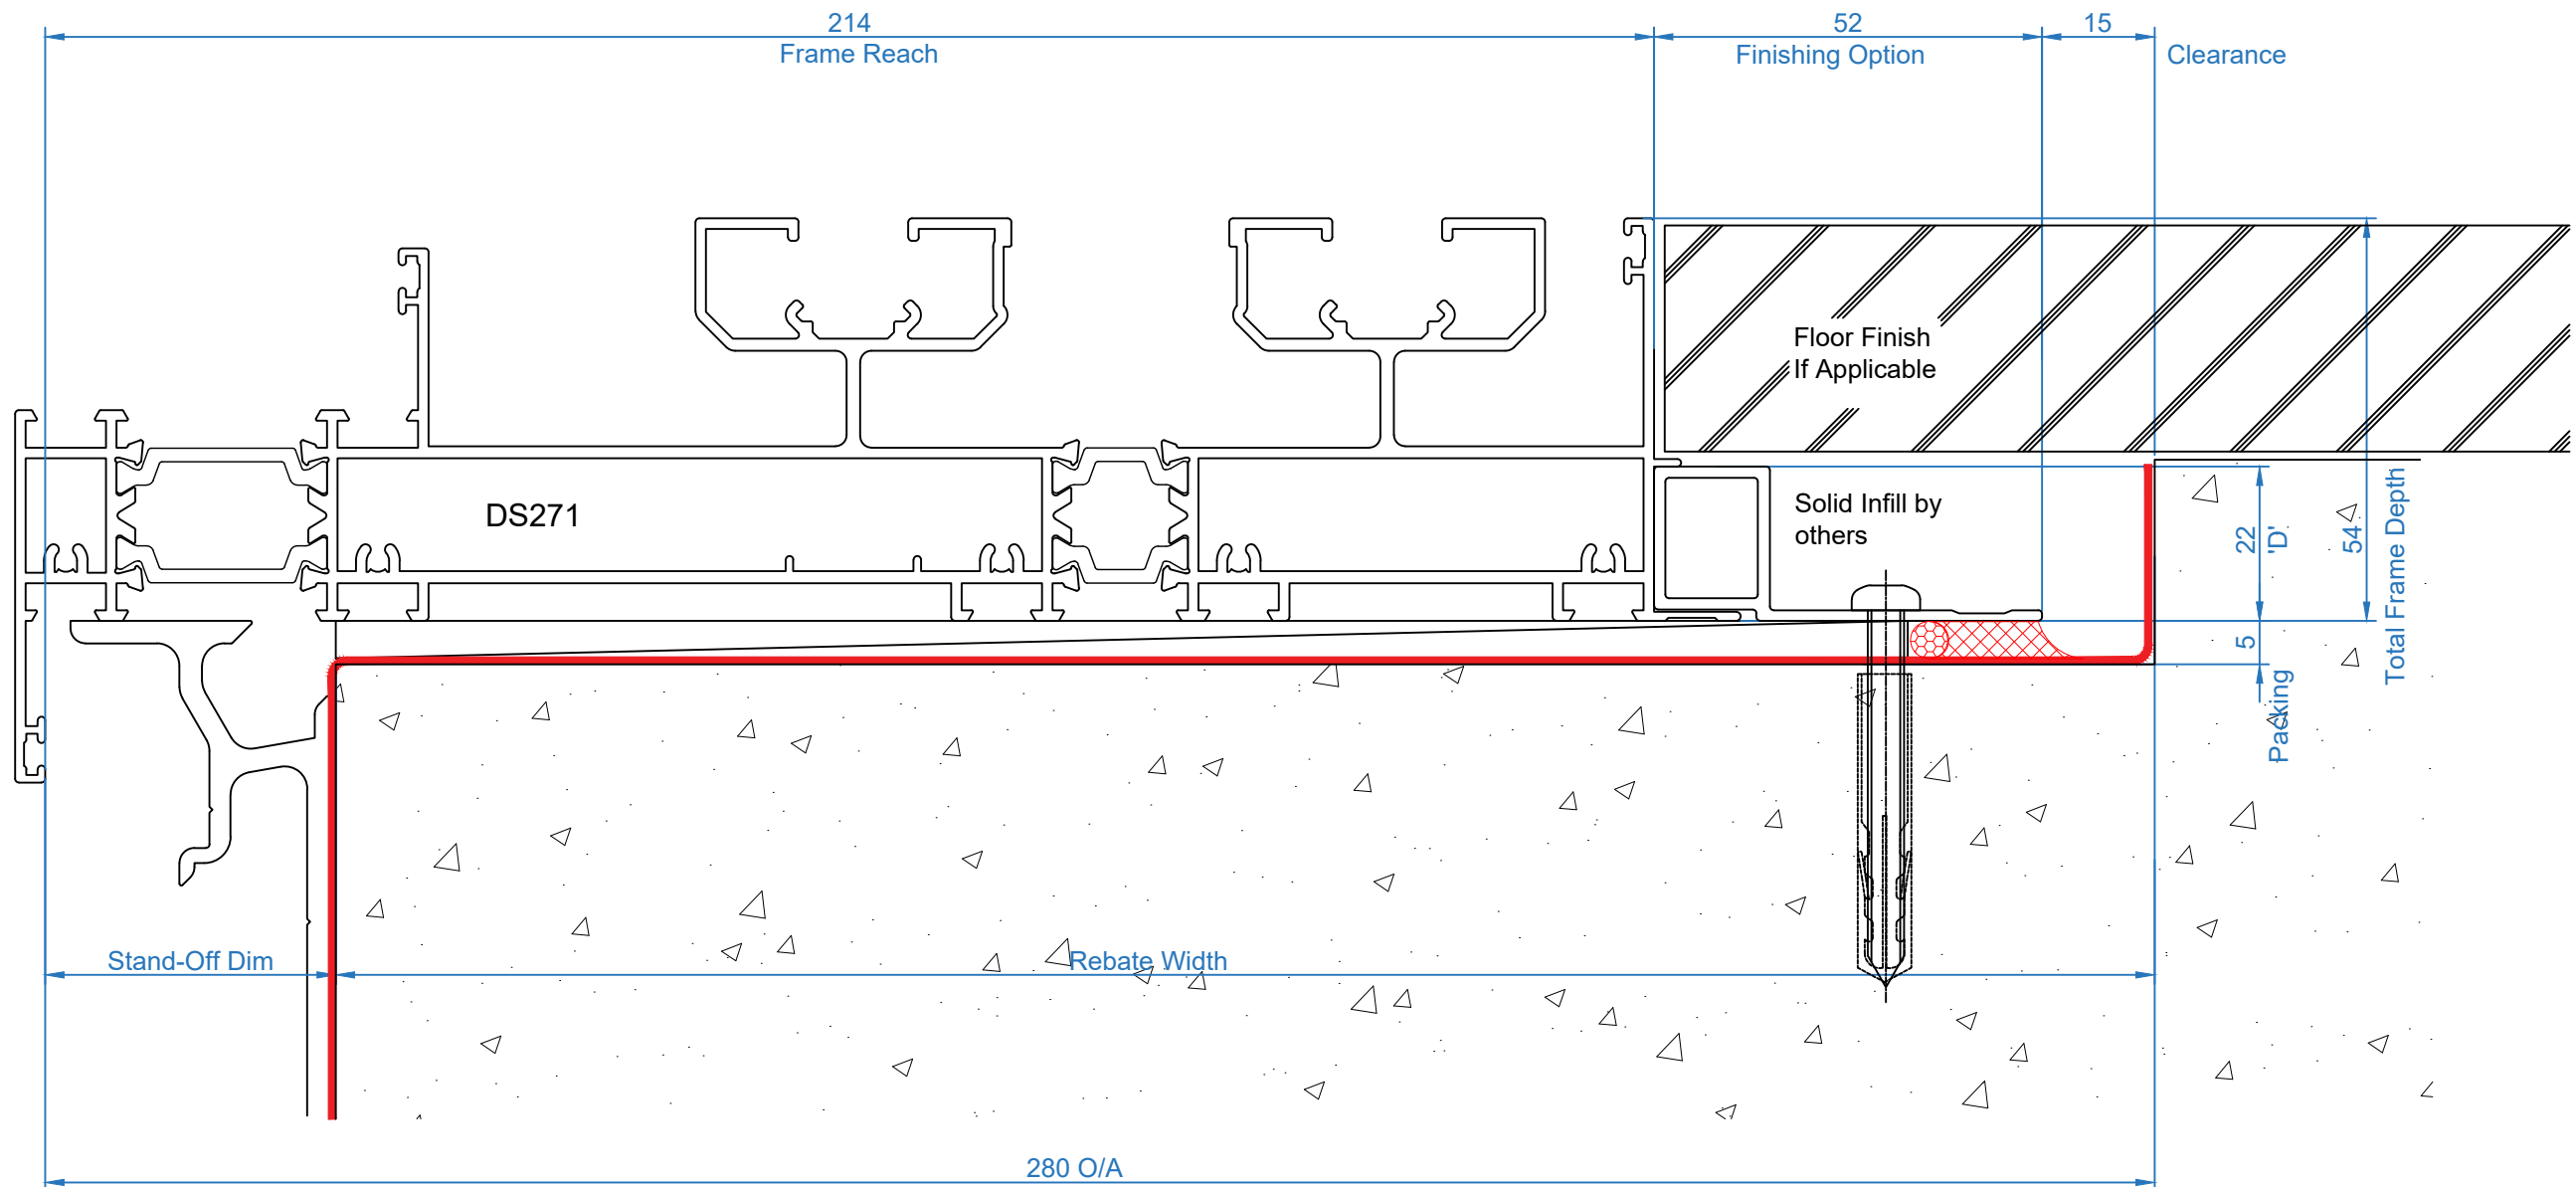 214
Frame Reach
52
Finishing Option
15
Clearance
Floor Finish
If Applicable
DS271
Solid Infill by
others
22
'D'
54
Total Frame Depth
5
Packing
Stand-Off Dim
Rebate Width
280 O/A